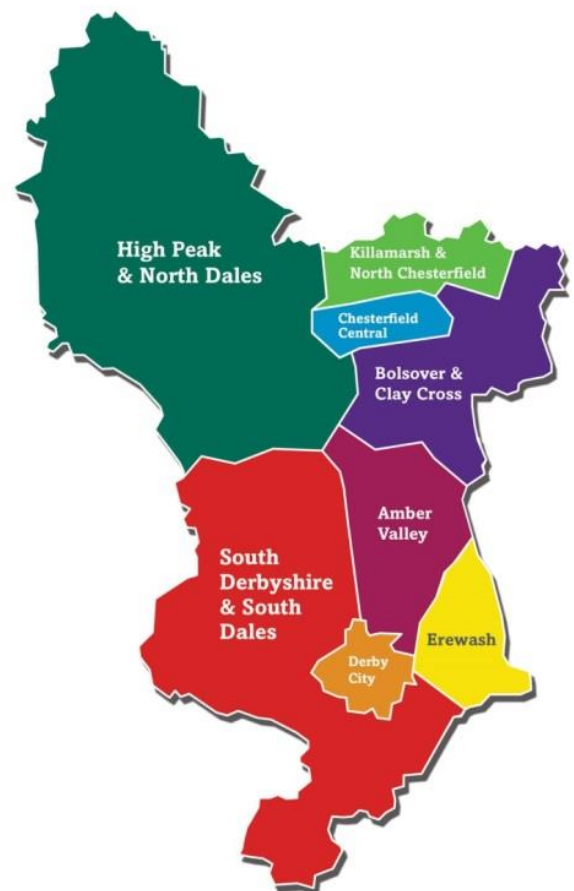 High Peak
& North Dales
Killamarsh &
North Chesterfield
Chesterfield
Central
Bolsover &
Clay Cross
Amber
Valley
South
Derbyshire
& South
Dales
Erewash
Derby
City